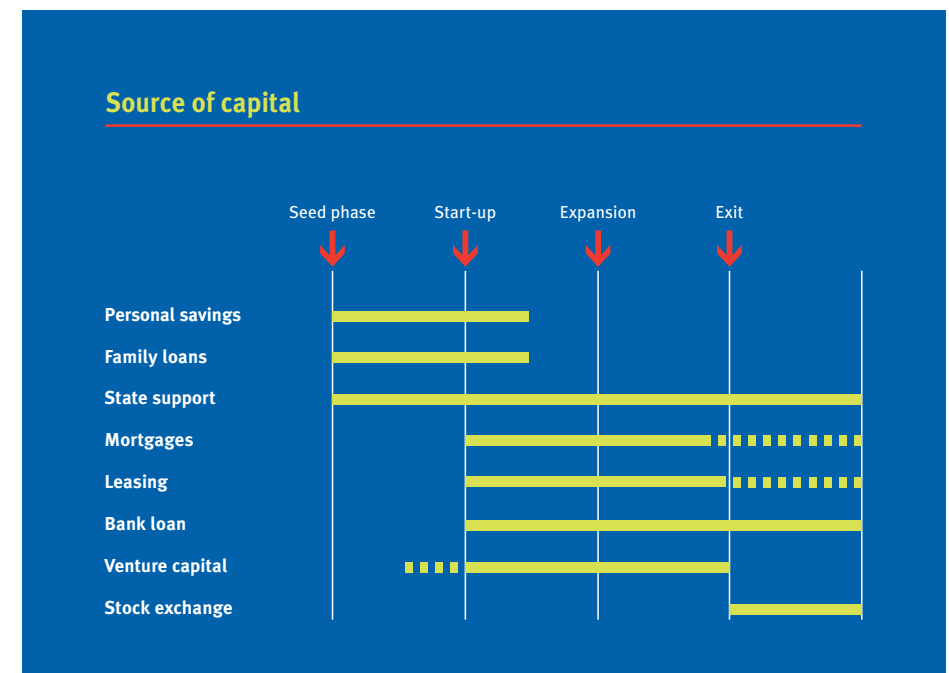 Source of capital
Seed phase Start-up Expansion Exit
Personal savings
Family loans
State support
Mortgages
Leasing
Bank loan
Venture capital
Stock exchange